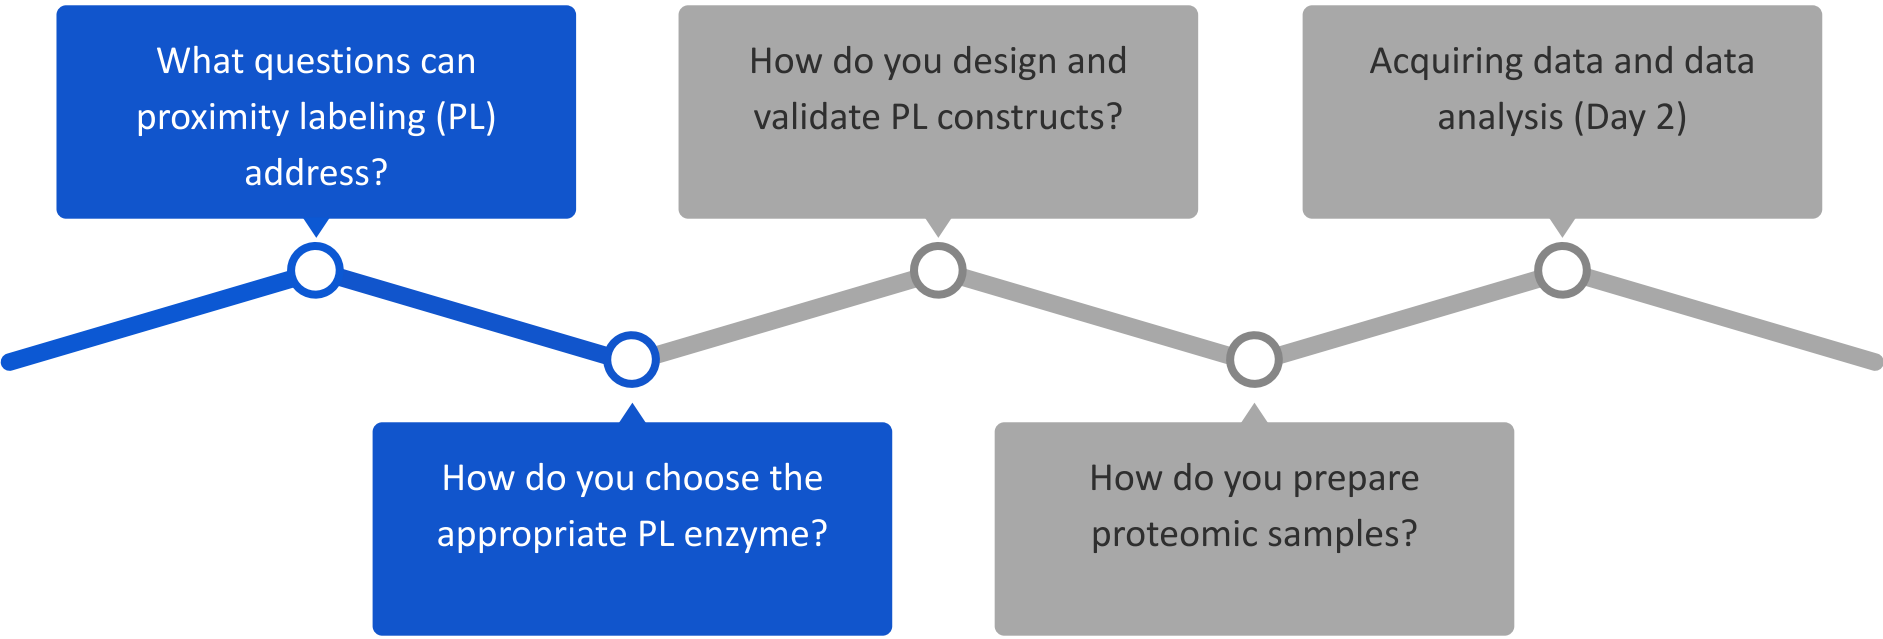 What questions can
proximity labeling (PL)
address?
How do you choose the
appropriate PL enzyme?
How do you design and
validate PL constructs?
How do you prepare
proteomic samples?
Acquiring data and data
analysis (Day 2)